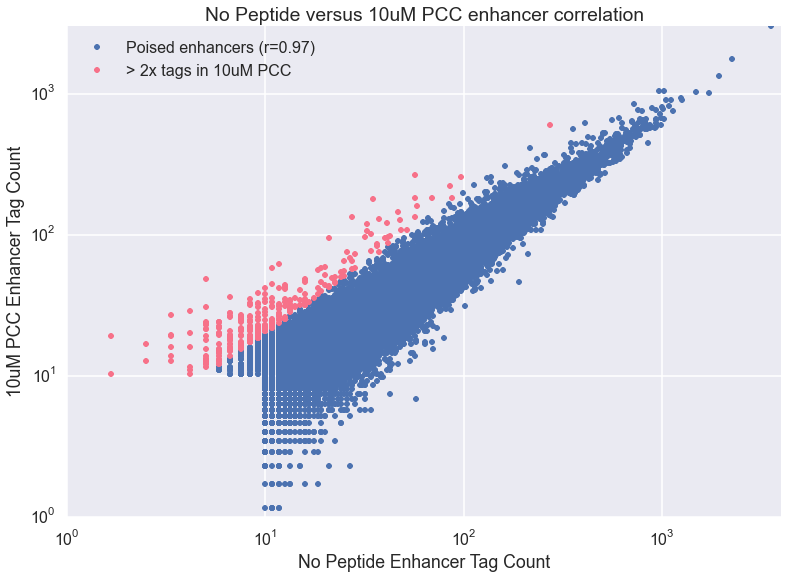 No Peptide versus 10uM PCC enhancer correlation
Poised enhancers (r=0.97)
> 2x tags in 10uM PCC
10uM PCC Enhancer Tag Count
10³
10²
10¹
10⁰
10⁰ 10¹ 10² 10³
No Peptide Enhancer Tag Count